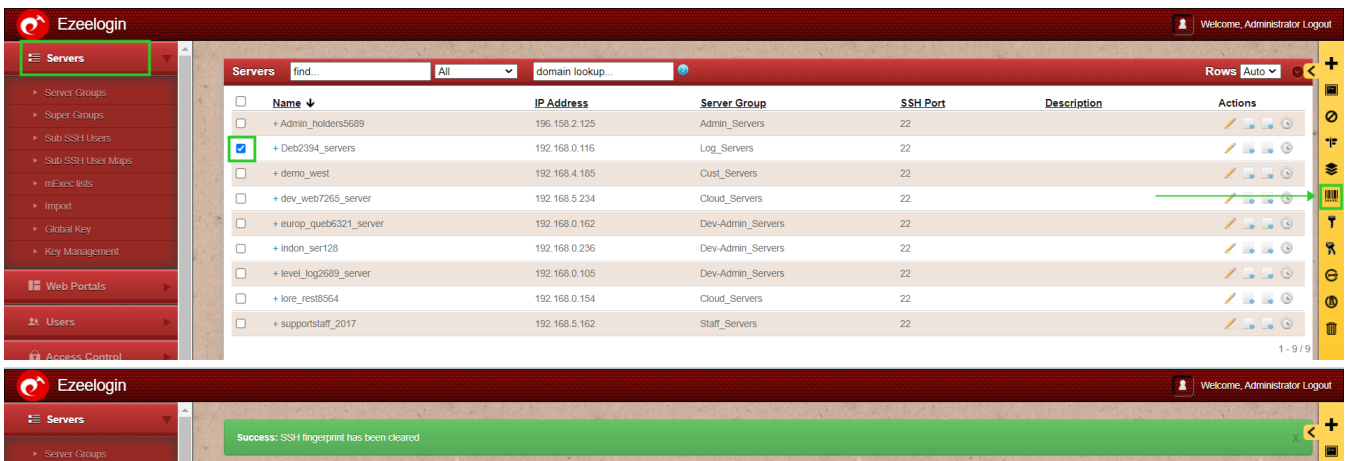 Ezeelogin
Welcome, Administrator Logout
Servers
Server Groups
Super Groups
Sub SSH Users
Sub SSH User Maps
mExec lists
Import
Global Key
Key Management
Web Portals
Users
Access Control
Servers find... All domain lookup... Rows Auto
Name IP Address Server Group SSH Port Description Actions
+ Admin_holders5689 196.158.2.125 Admin_Servers 22
+ Deb2394_servers 192.168.0.116 Log_Servers 22
+ demo_west 192.168.4.185 Cust_Servers 22
+ dev_web7265_server 192.168.5.234 Cloud_Servers 22
+ europ_queb6321_server 192.168.0.162 Dev-Admin_Servers 22
+ indon_ser128 192.168.0.236 Dev-Admin_Servers 22
+ level_log2689_server 192.168.0.105 Dev-Admin_Servers 22
+ lore_rest8564 192.168.0.154 Cloud_Servers 22
+ supportstaff_2017 192.168.5.162 Staff_Servers 22
1 - 9 / 9
Ezeelogin
Welcome, Administrator Logout
Servers
Server Groups
Success: SSH fingerprint has been cleared X